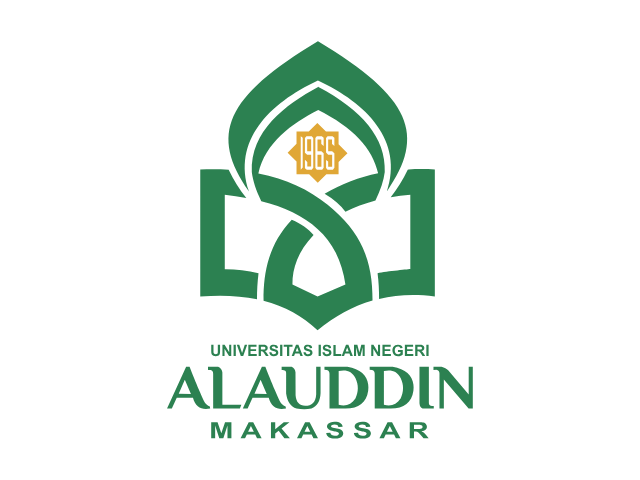 1965
UNIVERSITAS ISLAM NEGERI
ALAUDDIN
MAKASSAR